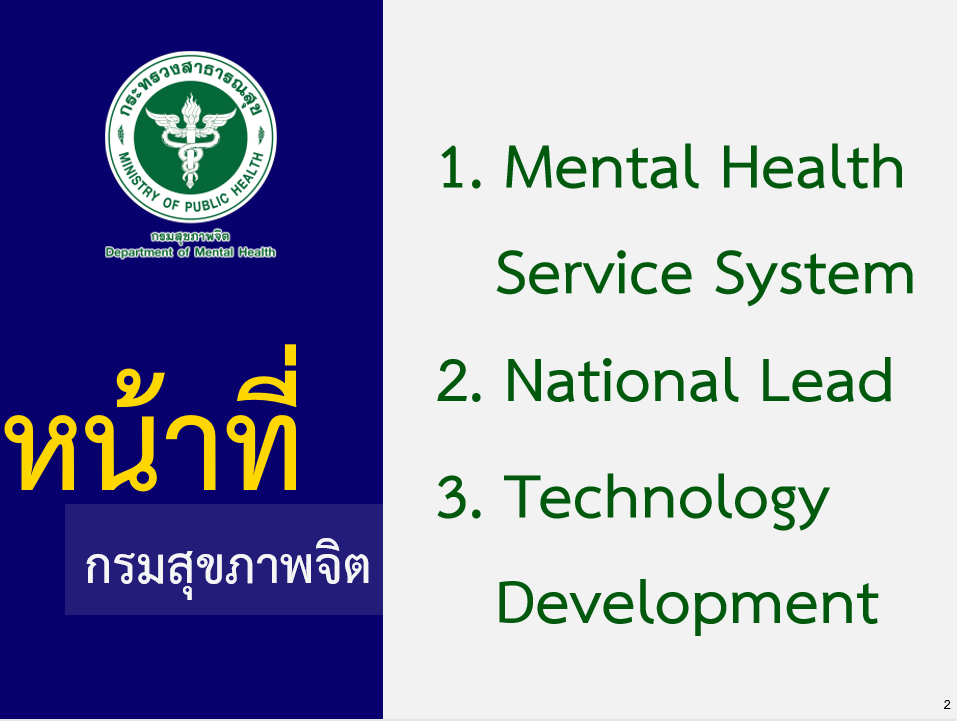 กระทรวงสาธารณสุข
MINISTRY OF PUBLIC HEALTH
กรมสุขภาพจิต
Department of Mental Health
หน้าที่
กรมสุขภาพจิต
1. Mental Health
Service System
2. National Lead
3. Technology
Development
2